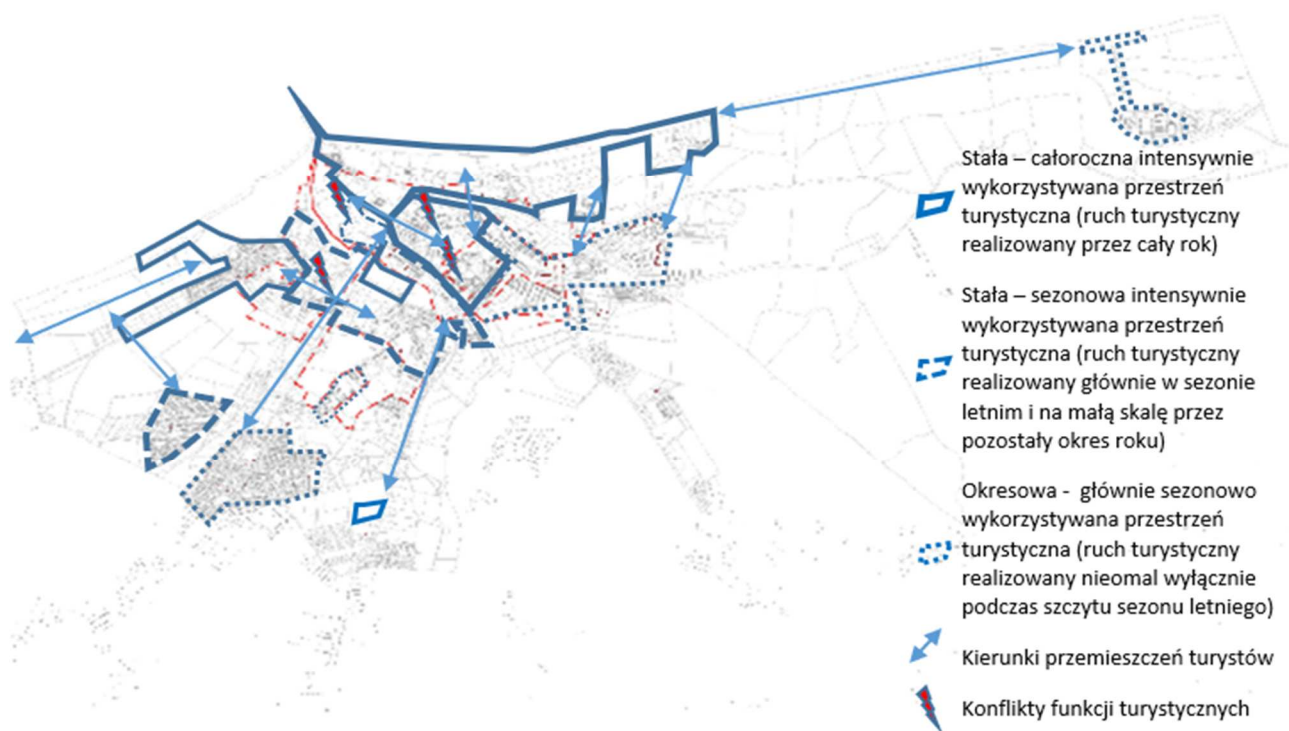 Stała – całoroczna intensywnie
wykorzystywana przestrzeń
turystyczna (ruch turystyczny
realizowany przez cały rok)
Stała – sezonowa intensywnie
wykorzystywana przestrzeń
turystyczna (ruch turystyczny
realizowany głównie w sezonie
letnim i na małą skalę przez
pozostały okres roku)
Okresowa - głównie sezonowo
wykorzystywana przestrzeń
turystyczna (ruch turystyczny
realizowany nieomal wyłącznie
podczas szczytu sezonu letniego)
Kierunki przemieszczeń turystów
Konflikty funkcji turystycznych